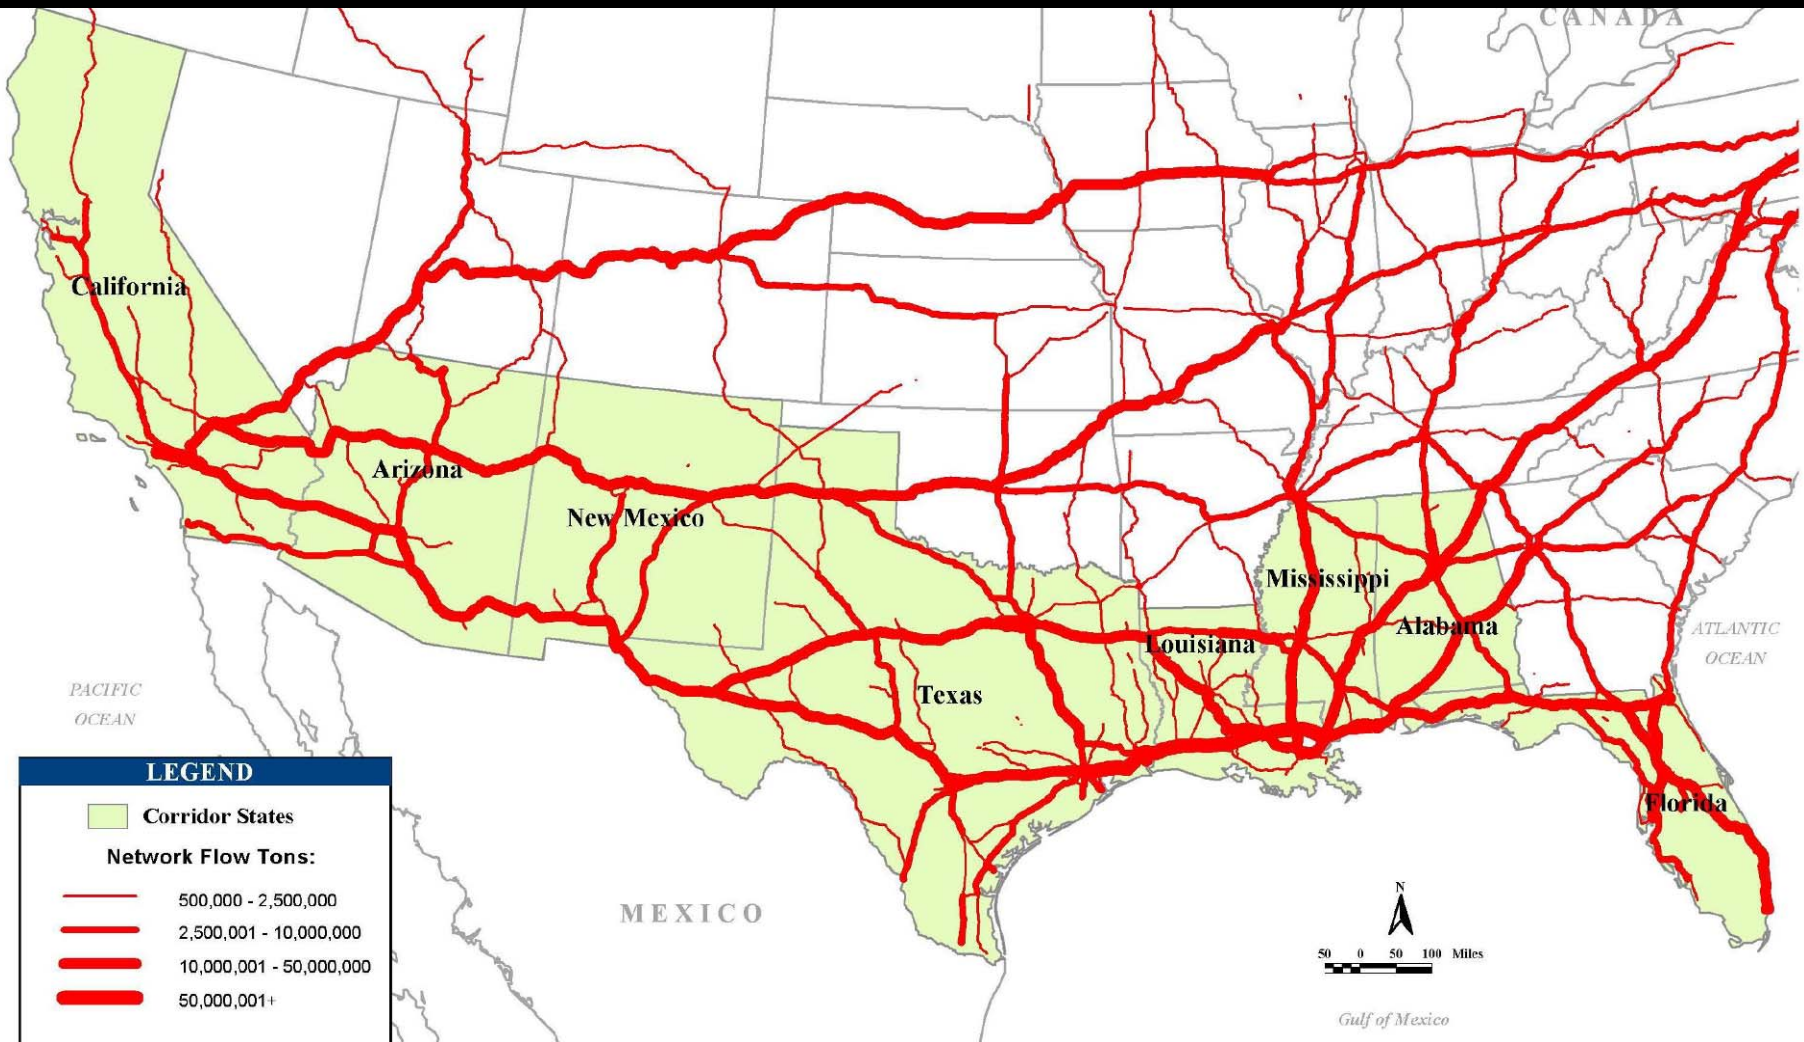 CANADA
California
Arizona
New Mexico
Mississippi
Alabama
Louisiana
Texas
Florida
ATLANTIC
OCEAN
PACIFIC
OCEAN
MEXICO
LEGEND
Corridor States
Network Flow Tons:
500,000 - 2,500,000
2,500,001 - 10,000,000
10,000,001 - 50,000,000
50,000,001+
N
50 0 50 100 Miles
Gulf of Mexico